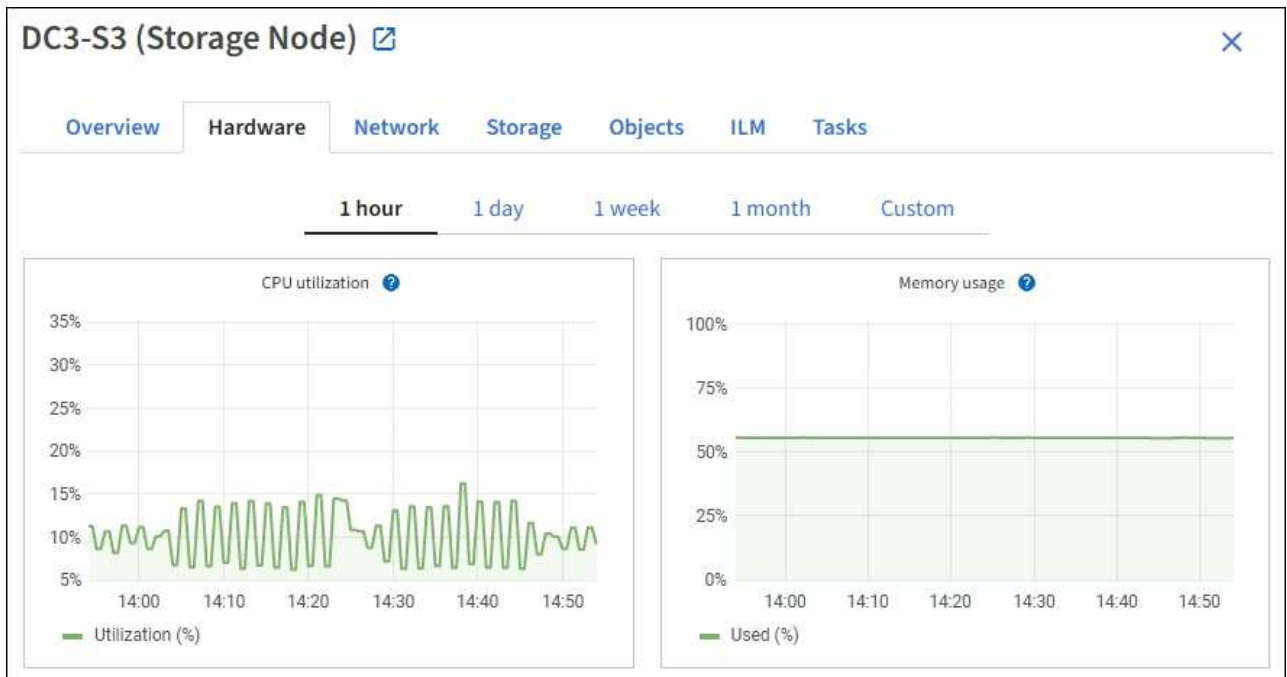 DC3-S3 (Storage Node)
Overview Hardware Network Storage Objects ILM Tasks
1 hour 1 day 1 week 1 month Custom
CPU utilization ?
35%
30%
25%
20%
15%
10%
5%
14:00 14:10 14:20 14:30 14:40 14:50
Utilization (%)
Memory usage ?
100%
75%
50%
25%
0%
14:00 14:10 14:20 14:30 14:40 14:50
Used (%)